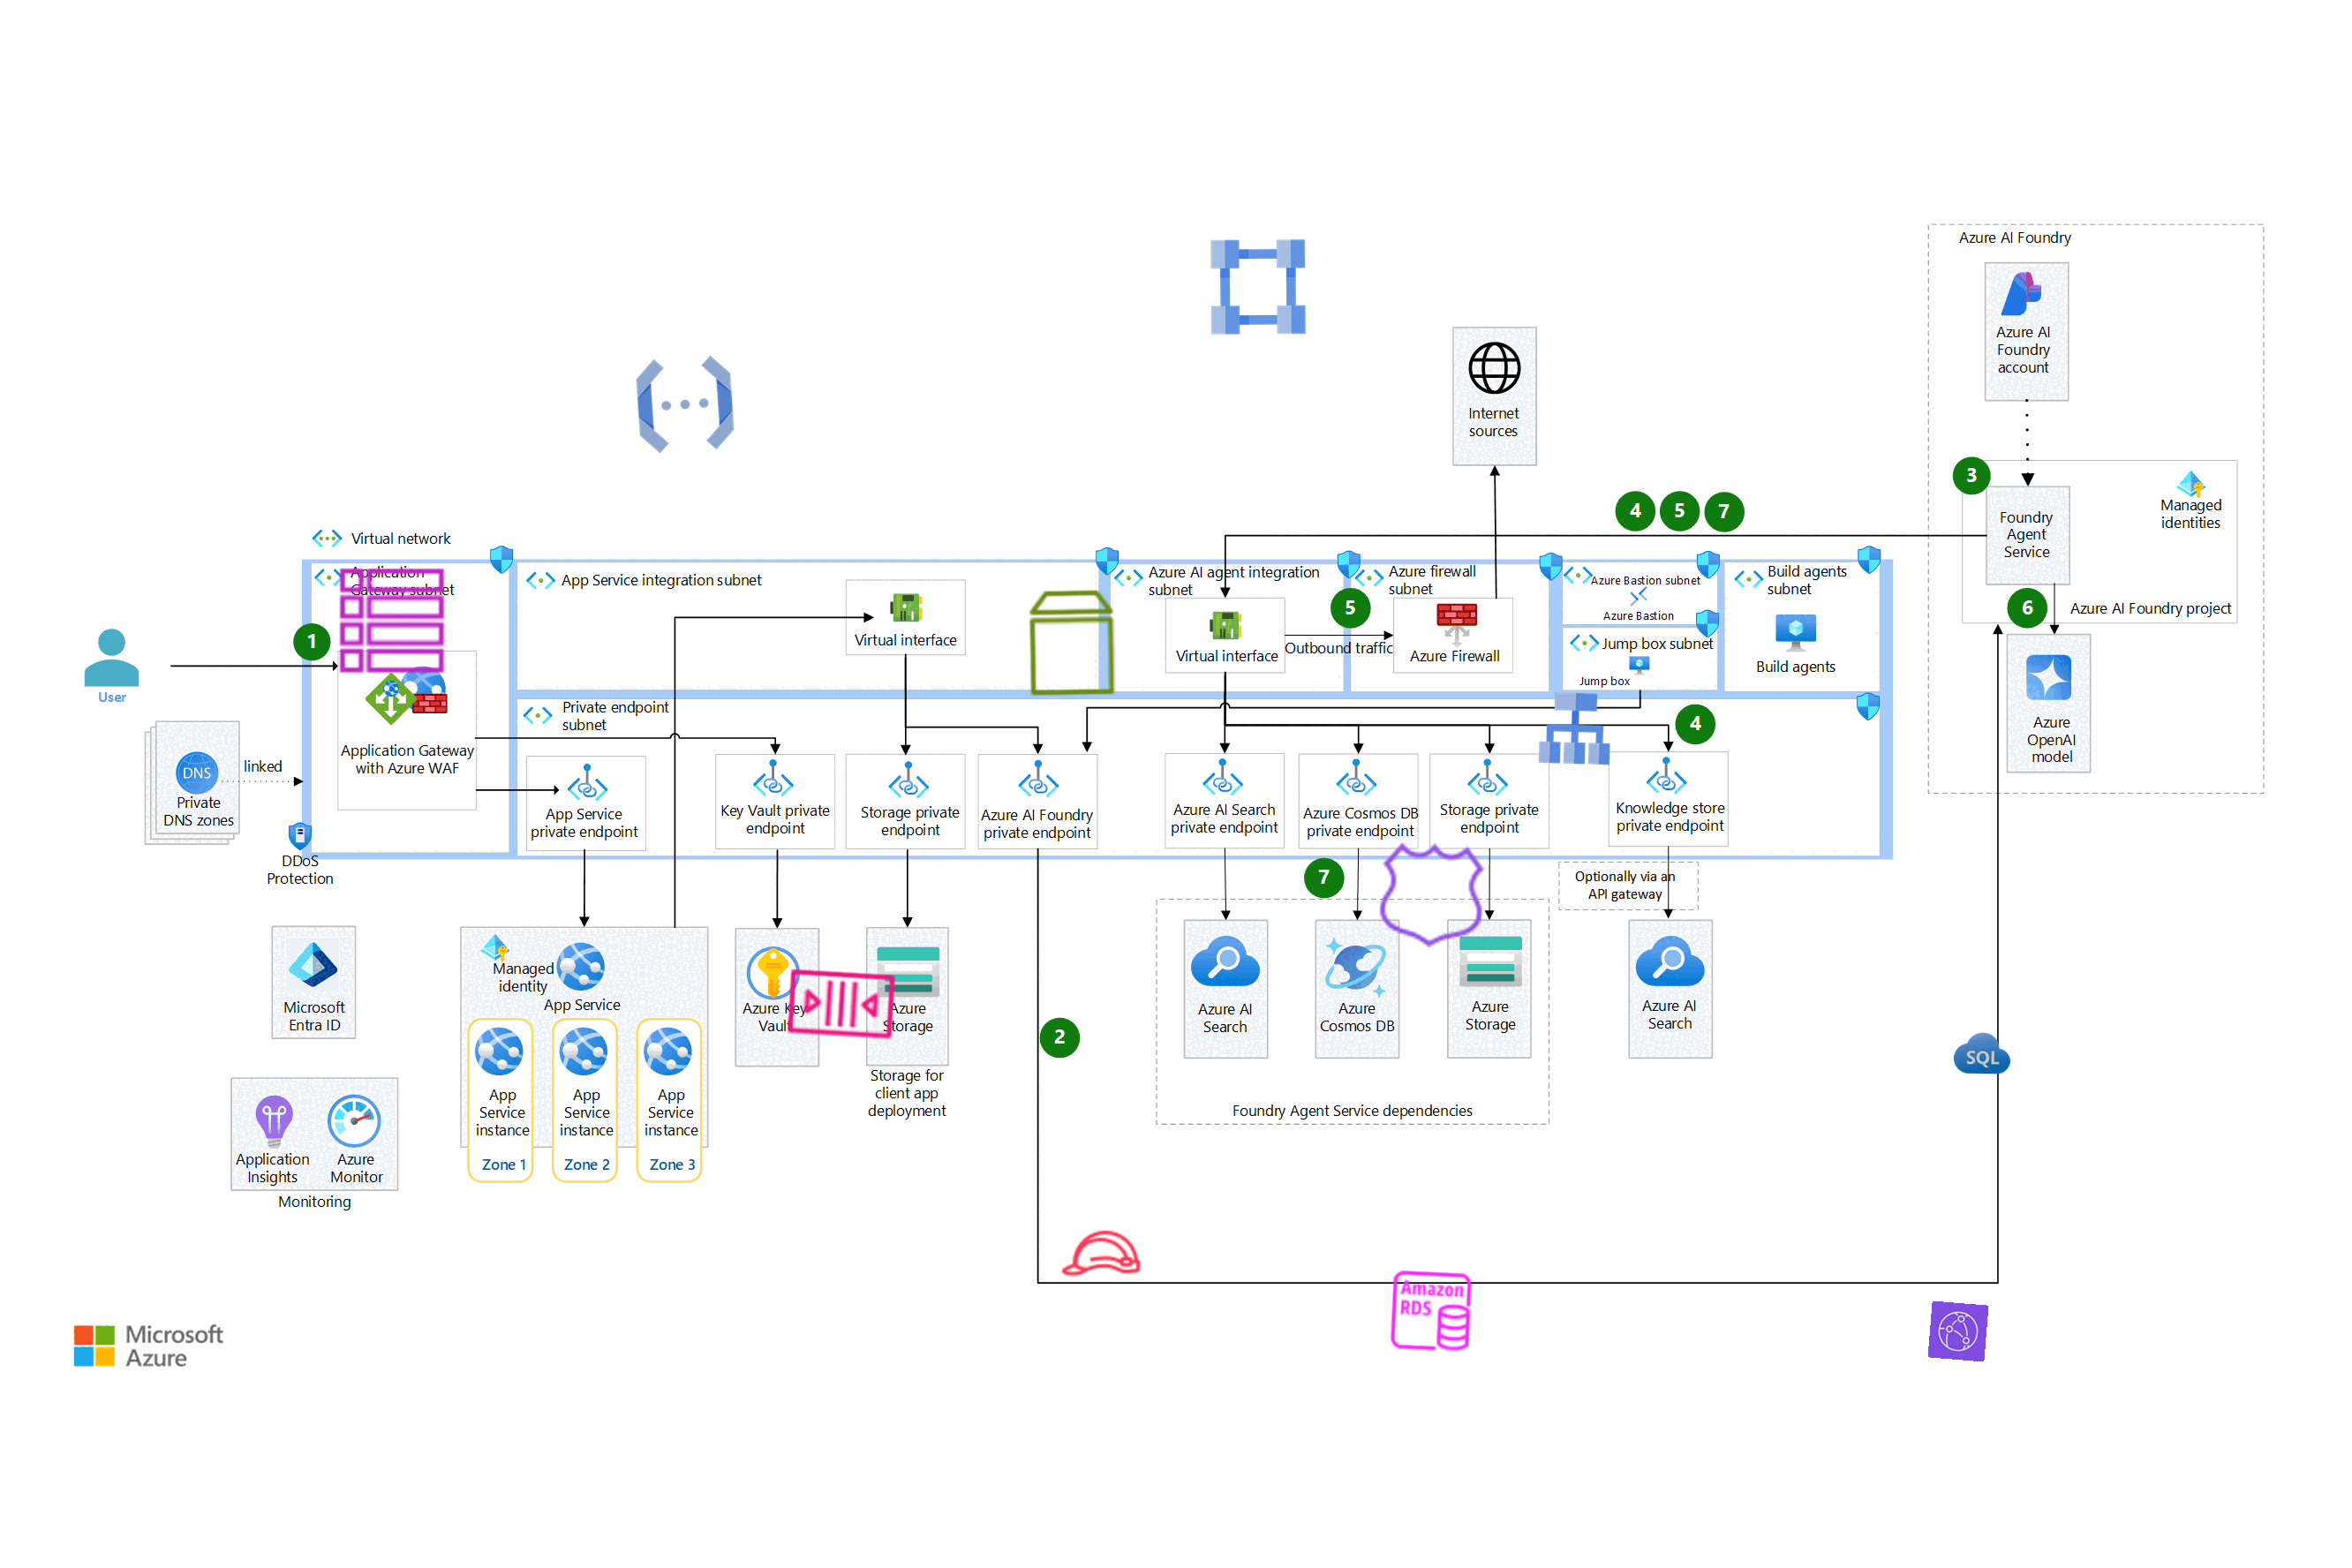 Azure AI Foundry
Azure AI
Foundry
account
Internet
sources
3
Managed
identities
4 5 7
Foundry
Agent
Service
Virtual network
Application
Gateway subnet
App Service integration subnet
Azure AI agent integration
subnet
Azure firewall
subnet
Azure Bastion subnet
Azure Bastion
Build agents
subnet
1
5
6
Azure AI Foundry project
Virtual interface
Virtual interface
Outbound traffic
Azure Firewall
Jump box subnet
Jump box
Build agents
User
Private endpoint
subnet
4
Azure
OpenAI
model
Application Gateway
with Azure WAF
linked
DNS
Private
DNS zones
App Service
private endpoint
Key Vault private
endpoint
Storage private
endpoint
Azure AI Foundry
private endpoint
Azure AI Search
private endpoint
Azure Cosmos DB
private endpoint
Storage private
endpoint
Knowledge store
private endpoint
DDoS
Protection
7
Optionally via an
API gateway
Microsoft
Entra ID
Managed
identity
App Service
Azure Key
Vault
Azure
Storage
Azure AI
Search
Azure
Cosmos DB
Azure
Storage
Azure AI
Search
2
SQL
Storage for
client app
deployment
App
Service
instance
App
Service
instance
App
Service
instance
Zone 1
Zone 2
Zone 3
Foundry Agent Service dependencies
Application
Insights
Azure
Monitor
Monitoring
Amazon
RDS
Microsoft
Azure